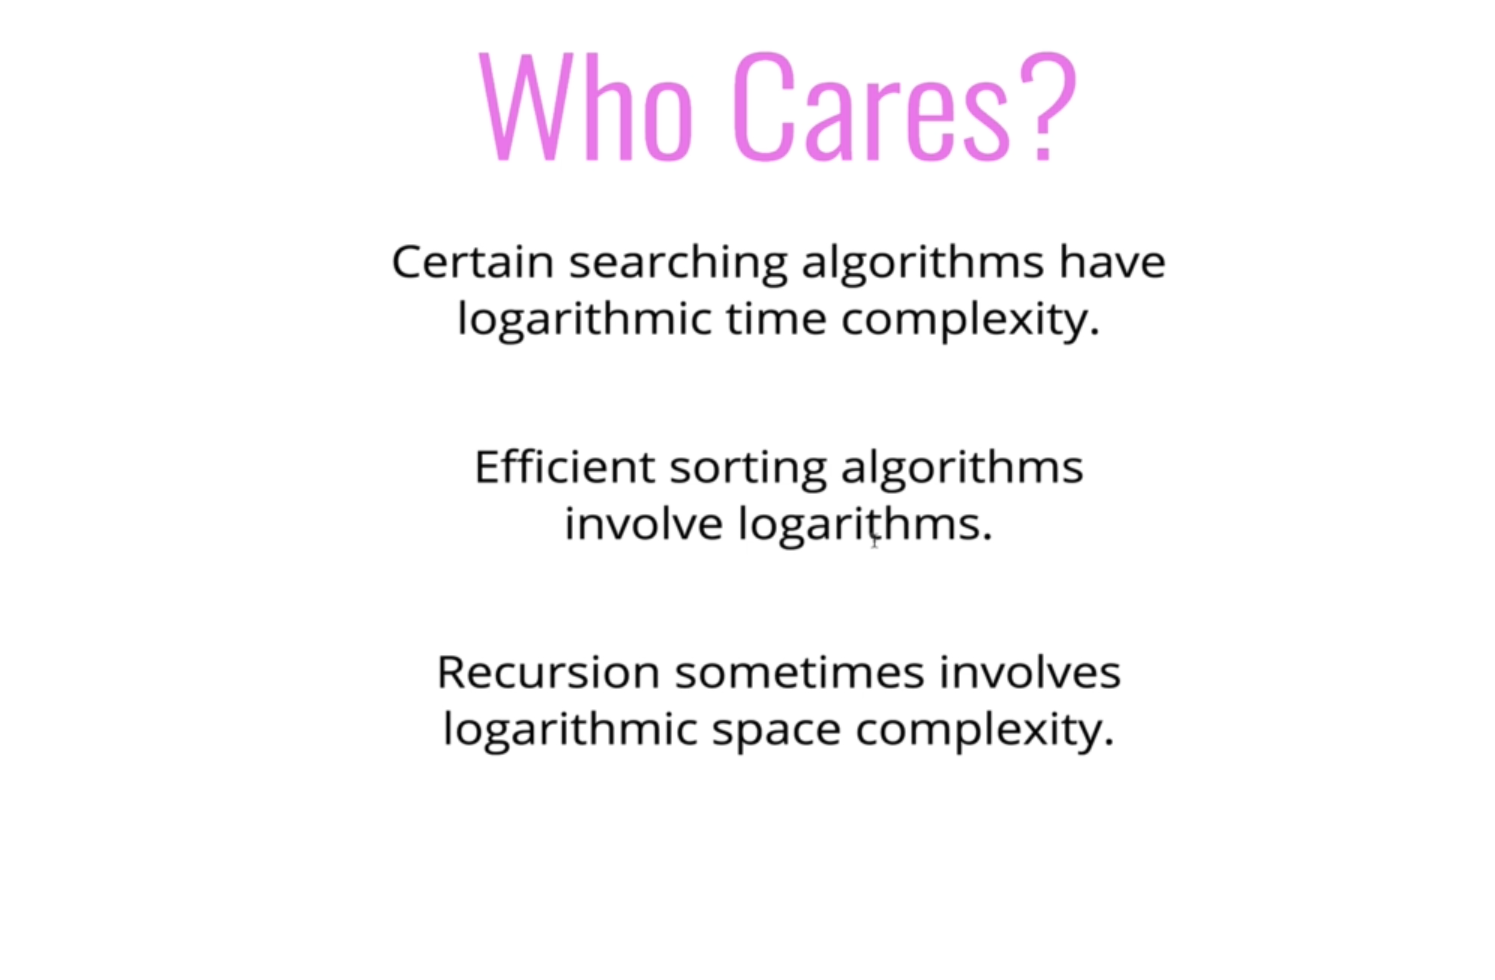 Who Cares?
Certain searching algorithms have
logarithmic time complexity.
Efficient sorting algorithms
involve logarithms.
Recursion sometimes involves
logarithmic space complexity.